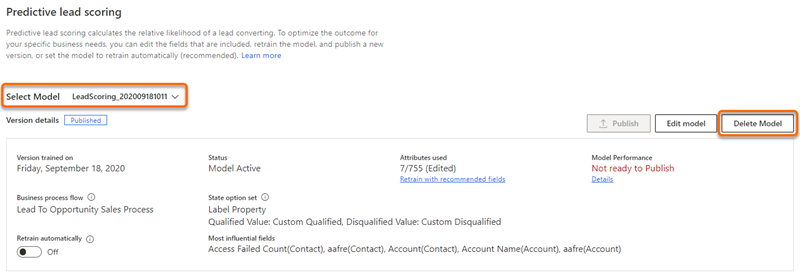 Predictive lead scoring
Predictive lead scoring calculates the relative likelihood of a lead converting. To optimize the outcome for
your specific business needs, you can edit the fields that are included, retrain the model, and publish a new
version, or set the model to retrain automatically (recommended). Learn more
Select Model LeadScoring_202009181011
Version details Published
Publish Edit model Delete Model
Version trained on Status Attributes used Model Performance
Friday, September 18, 2020 Model Active 7/755 (Edited) Not ready to Publish
Retrain with recommended fields Details
Business process flow State option set
Lead To Opportunity Sales Process Label Property
Qualified Value: Custom Qualified, Disqualified Value: Custom Disqualified
Retrain automatically Most influential fields
Off Access Failed Count(Contact), aafre(Contact), Account(Contact), Account Name(Account), aafre(Account)